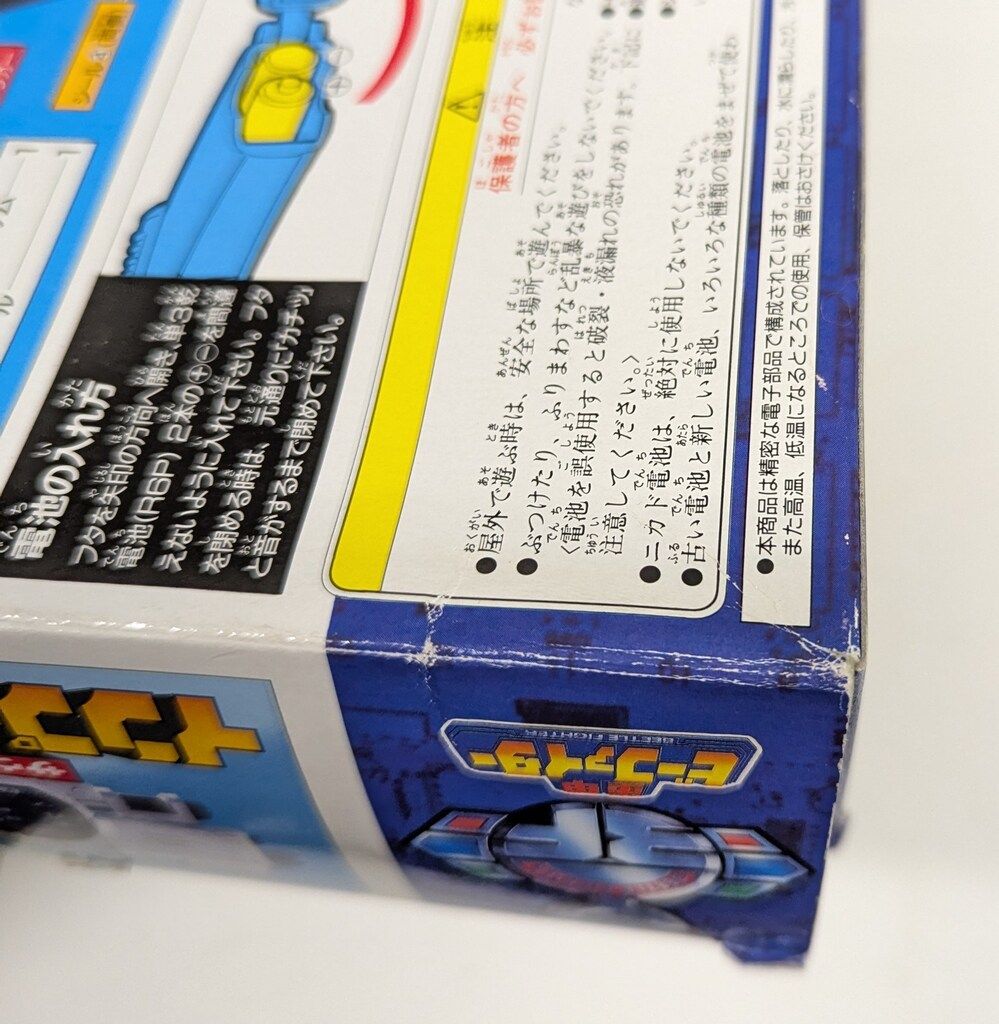 電池の入れ方
フタを矢印の方向へ開き 単3形
電池(R6P) 2本の⊕⊖を間違
えないように入れて下さい。フタ
を閉める時は、元通りに「カチッ」
と音がするまで閉めて下さい。
保護者の方へ 必ずお
●屋外で遊ぶ時は、安全な場所で遊んでください。
●ぶつけたり、ふりまわすなど乱暴な遊びをしないでください。
〈電池を誤使用すると破裂・液漏れの恐れがあります。下記に
注意してください。〉
●ニカド電池は、絶対に使用しないでください。
●古い電池と新しい電池、いろいろな種類の電池をまぜて使わ
●本商品は精密な電子部品で構成されています。落としたり、水に濡らしたり、
また高温、低温になるところでの使用、保管はおさけください。
シール④
重甲
ビーファイター
BEETLE FIGHTER